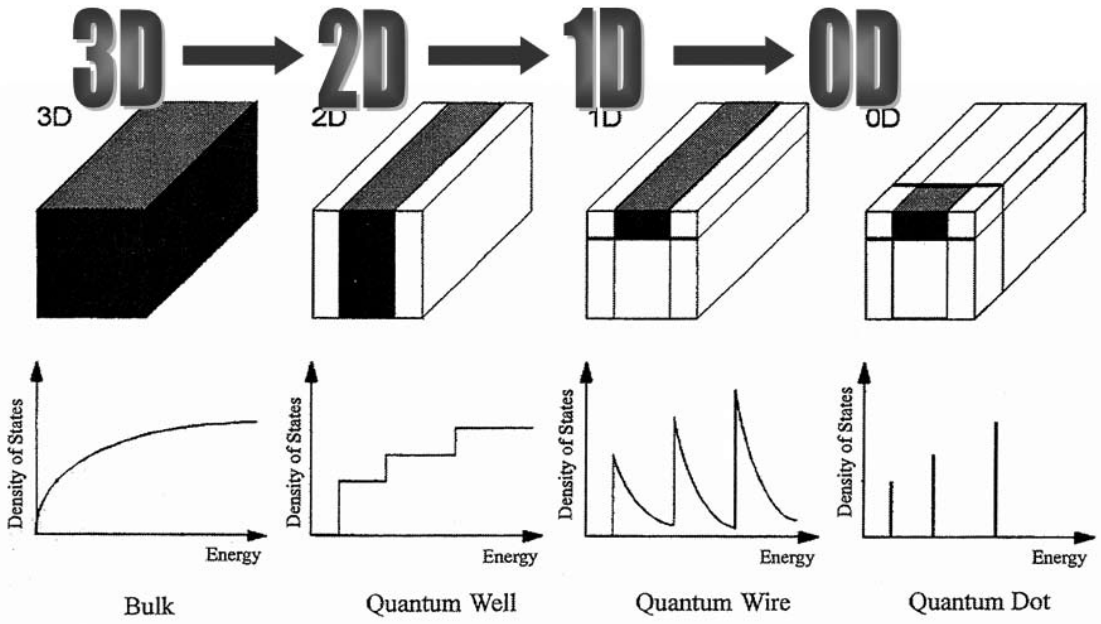 3D
2D
1D
0D
3D
2D
1D
0D
Density of States
Energy
Density of States
Energy
Density of States
Energy
Density of States
Energy
Bulk
Quantum Well
Quantum Wire
Quantum Dot